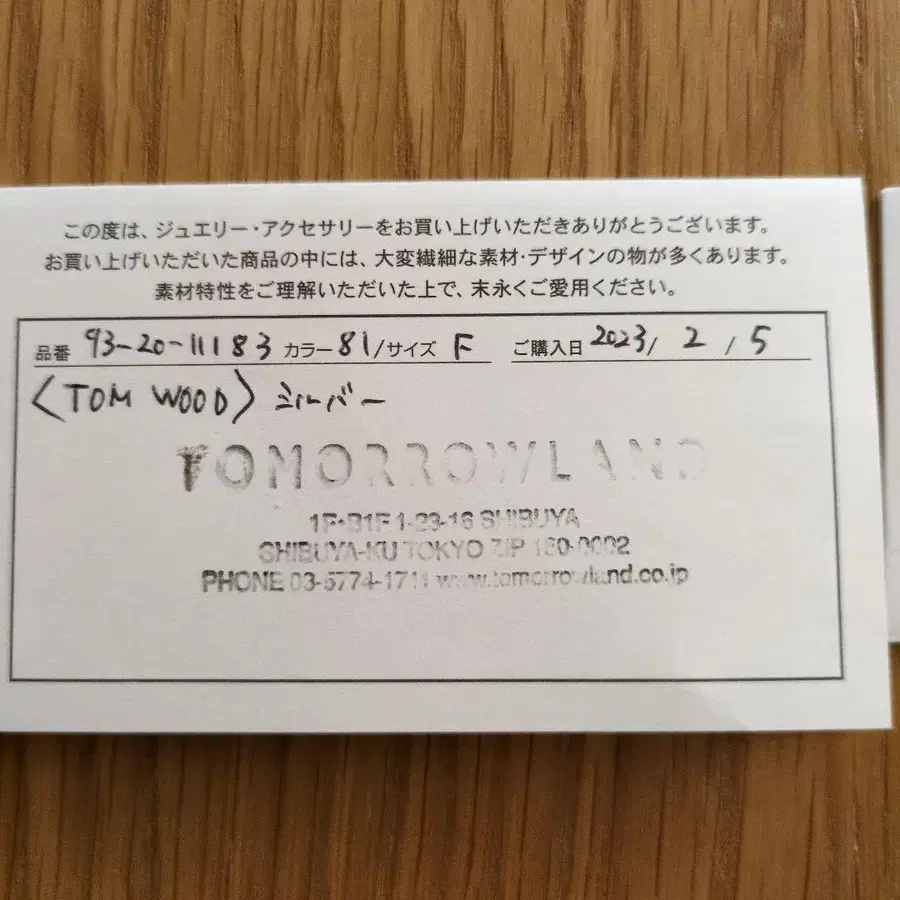 この度は、ジュエリー・アクセサリーをお買い上げいただきありがとうございます。
お買い上げいただいた商品の中には、大変繊細な素材・デザインの物が多くあります。
素材特性をご理解いただいた上で、末永くご愛用ください。
品番 93-20-11183 カラー 81/サイズ F ご購入日 2023/ 2 / 5
〈TOM WOOD〉 シルバー
TOMORROWLAND
1F・B1F 1-23-16 SHIBUYA
SHIBUYA-KU TOKYO ZIP 150-0002
PHONE 03-5774-1711 www.tomorrowland.co.jp